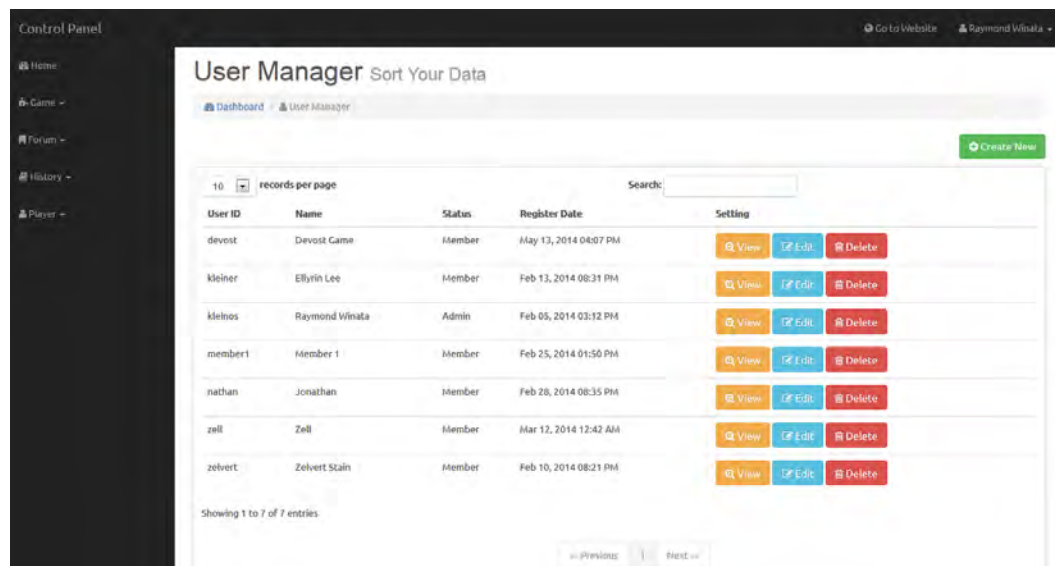 Control Panel
Go to Website
Raymond Winata
Home
Game
Forum
History
Player
User Manager Sort Your Data
Dashboard / User Manager
Create New
10 records per page
Search:
User ID Name Status Register Date Setting
devost Devost Game Member May 13, 2014 04:07 PM View Edit Delete
kleiner Ellyrin Lee Member Feb 13, 2014 08:31 PM View Edit Delete
kleinos Raymond Winata Admin Feb 05, 2014 03:12 PM View Edit Delete
member1 Member 1 Member Feb 25, 2014 01:50 PM View Edit Delete
nathan Jonathan Member Feb 28, 2014 08:35 PM View Edit Delete
zell Zell Member Mar 12, 2014 12:42 AM View Edit Delete
zelvert Zelvert Stain Member Feb 10, 2014 08:21 PM View Edit Delete
Showing 1 to 7 of 7 entries
‹‹ Previous 1 Next ››